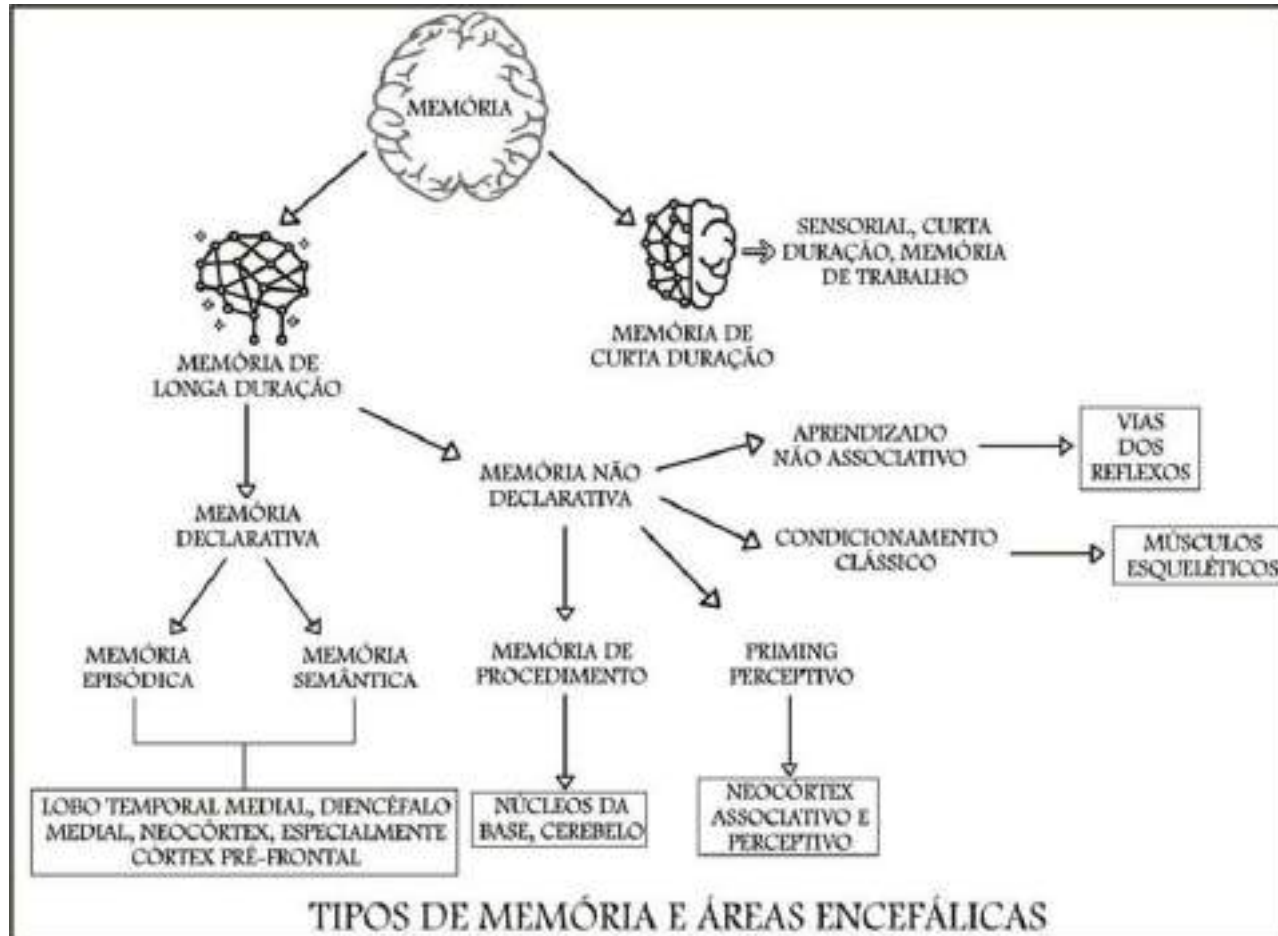 MEMÓRIA
SENSORIAL, CURTA
DURAÇÃO, MEMÓRIA
DE TRABALHO
MEMÓRIA DE
CURTA DURAÇÃO
MEMÓRIA DE
LONGA DURAÇÃO
APRENDIZADO
NÃO ASSOCIATIVO
VIAS
DOS
REFLEXOS
MEMÓRIA NÃO
DECLARATIVA
MEMÓRIA
DECLARATIVA
CONDICIONAMENTO
CLÁSSICO
MÚSCULOS
ESQUELÉTICOS
MEMÓRIA
EPISÓDICA
MEMÓRIA
SEMÂNTICA
MEMÓRIA DE
PROCEDIMENTO
PRIMING
PERCEPTIVO
LOBO TEMPORAL MEDIAL, DIENCÉFALO
MEDIAL, NEOCÓRTEX, ESPECIALMENTE
CÓRTEX PRÉ-FRONTAL
NÚCLEOS DA
BASE, CEREBELO
NEOCÓRTEX
ASSOCIATIVO E
PERCEPTIVO
TIPOS DE MEMÓRIA E ÁREAS ENCEFÁLICAS